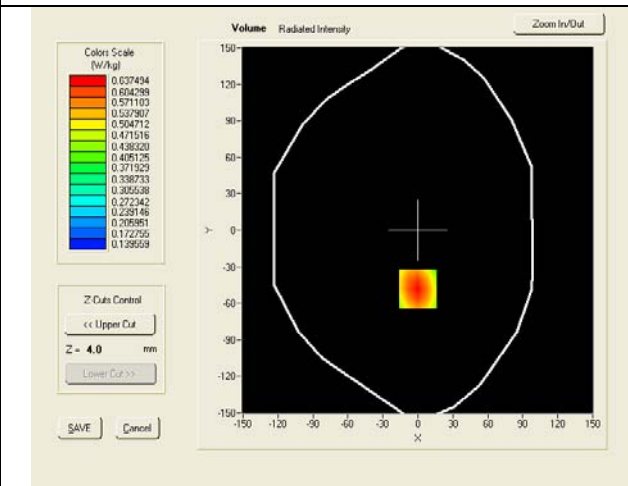 Volume Radiated Intensity
Zoom In/Out
Colors Scale
(W/kg)
0.637494
0.604299
0.571103
0.537907
0.504712
0.471516
0.438320
0.405125
0.371929
0.338733
0.305538
0.272342
0.239146
0.205951
0.172755
0.139559
Z-Cuts Control
<< Upper Cut
Z = 4.0 mm
Lower Cut >>
SAVE Cancel
150
120
90
60
30
0
-30
-60
-90
-120
-150
Y
-150 -120 -90 -60 -30 0 30 60 90 120 150
X